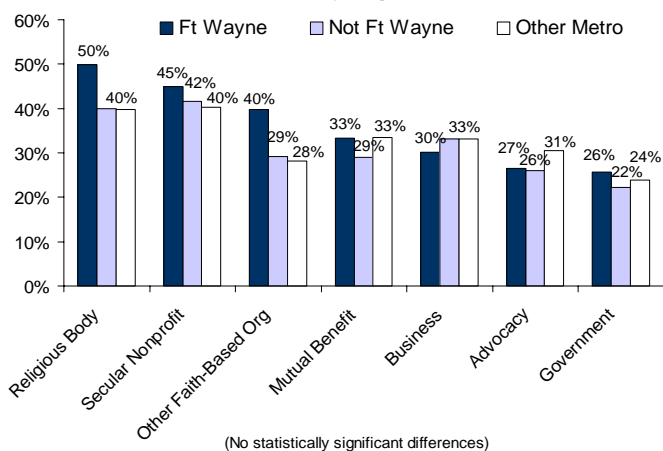 Ft Wayne Not Ft Wayne Other Metro
60%
50%
40%
30%
20%
10%
0%
50%
40%
45%
42%
40%
40%
29%
28%
33%
29%
33%
30%
33%
27%
26%
31%
26%
22%
24%
Religious Body
Secular Nonprofit
Other Faith-Based Org
Mutual Benefit
Business
Advocacy
Government
(No statistically significant differences)